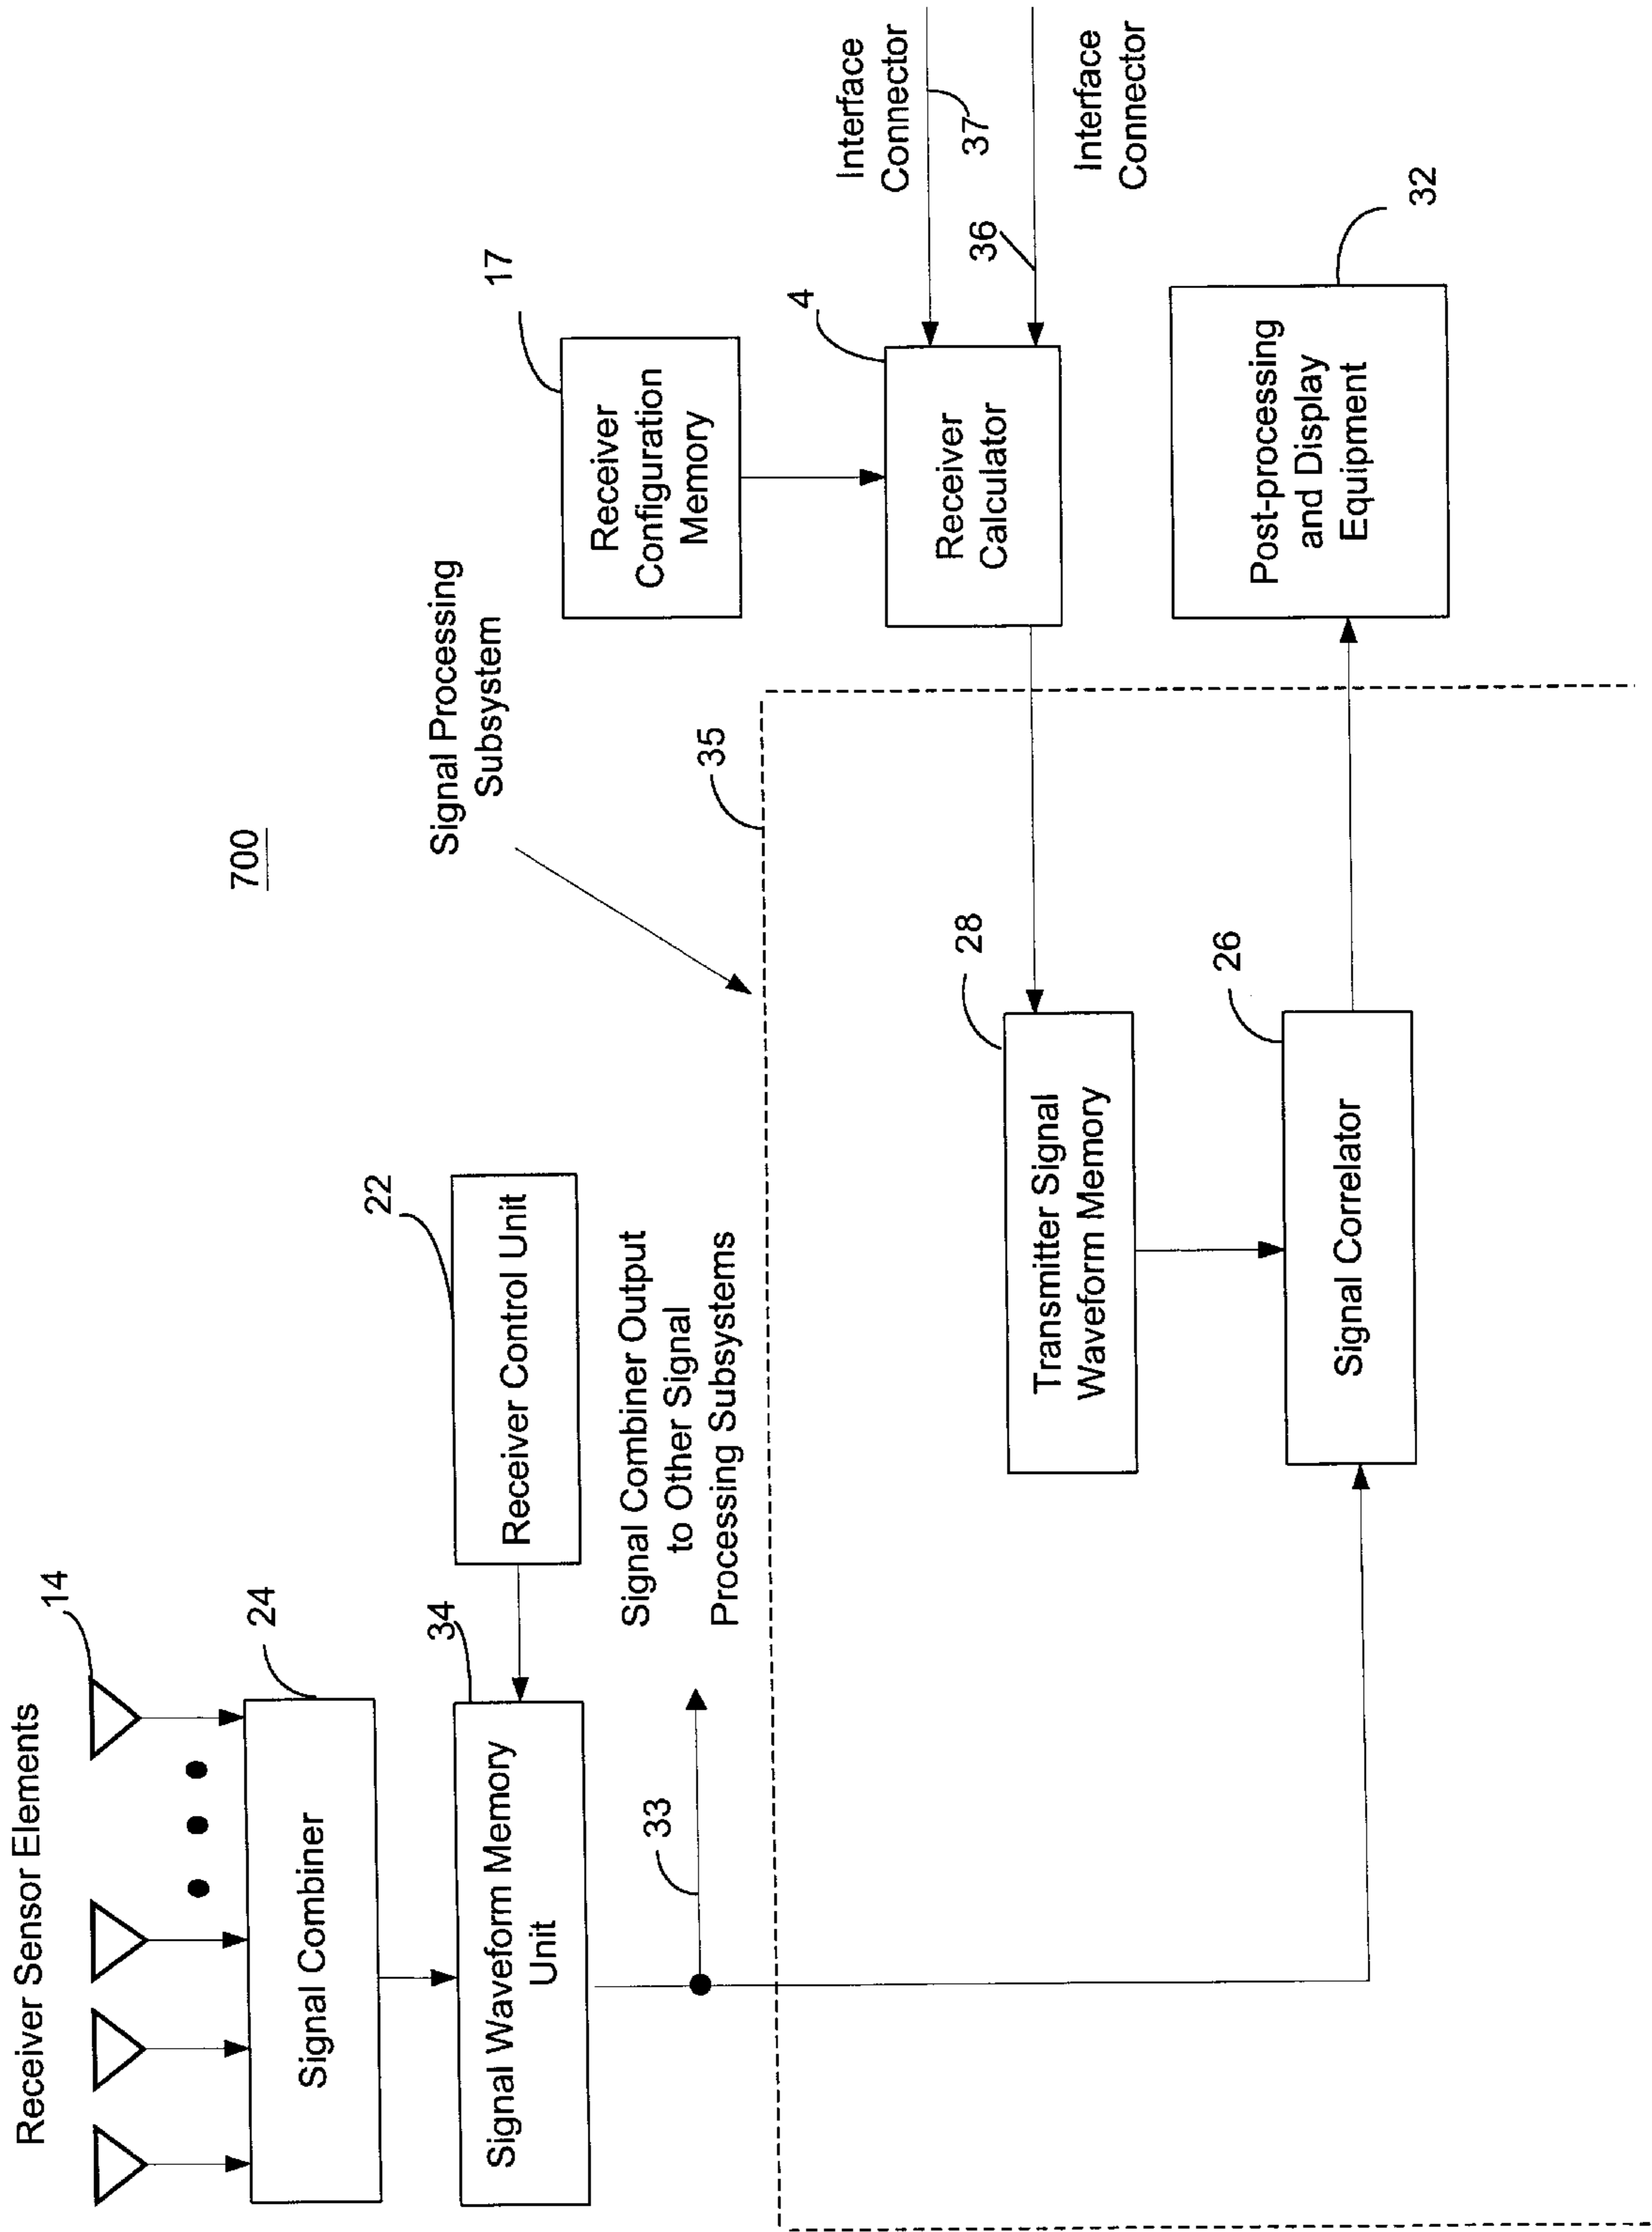 700
Receiver Sensor Elements
14
24
Signal Combiner
22
34
Signal Waveform Memory
Unit
Receiver Control Unit
Signal Processing
Subsystem
17
Receiver
Configuration
Memory
33
Signal Combiner Output
to Other Signal
Processing Subsystems
35
4
Receiver
Calculator
Interface
Connector
37
36
Interface
Connector
28
Transmitter Signal
Waveform Memory
26
Signal Correlator
32
Post-processing
and Display
Equipment